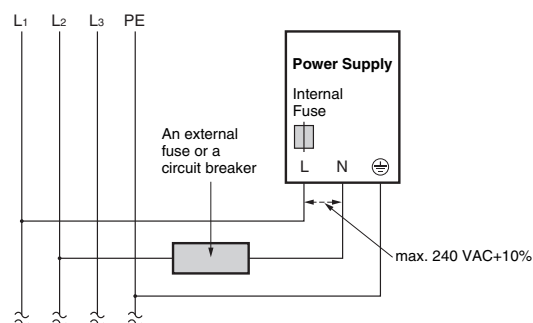 L1 L2 L3 PE
Power Supply
Internal
Fuse
An external
fuse or a
circuit breaker
L N
max. 240 VAC+10%